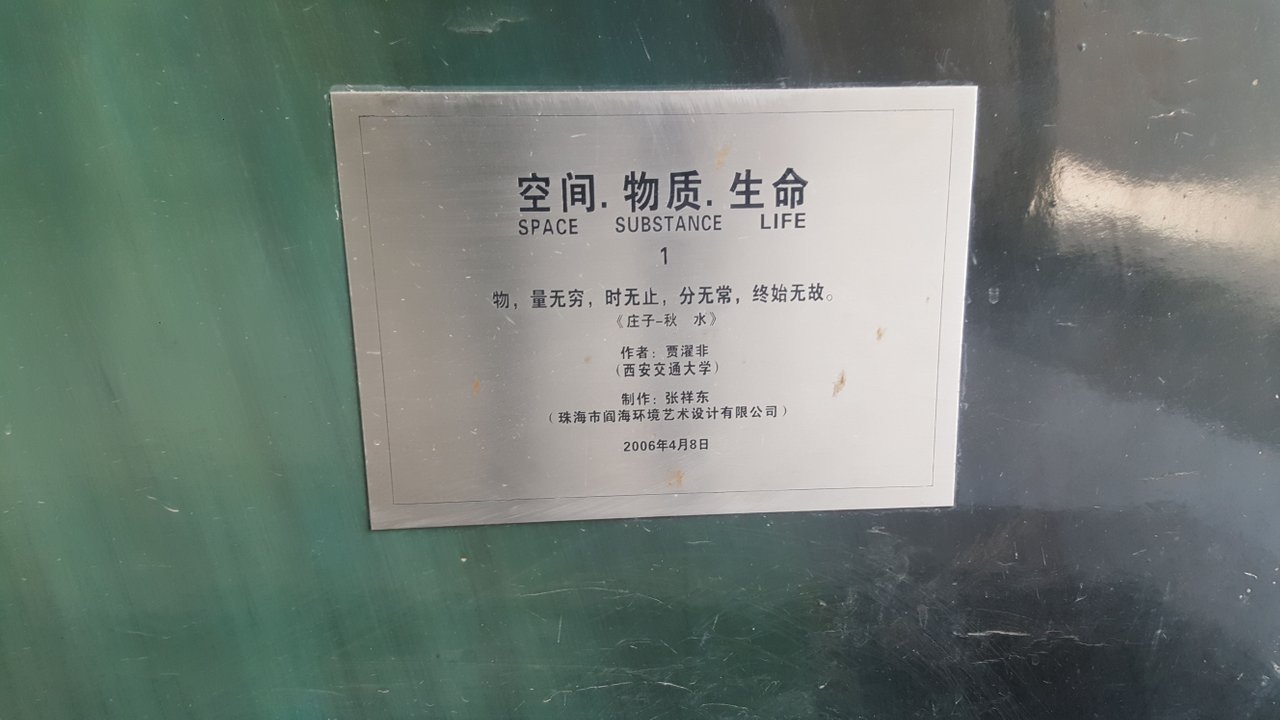 空间.物质.生命
SPACE SUBSTANCE LIFE
1
物，量无穷，时无止，分无常，终始无故。
《庄子-秋 水》
作者：贾濯非
（西安交通大学）
制作：张祥东
（珠海市阎海环境艺术设计有限公司）
2006年4月8日